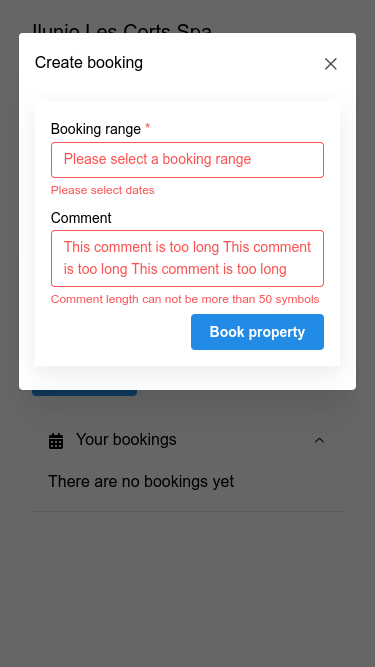 Ilunio Les Corts Spa
Create booking
Booking range *
Please select a booking range
Please select dates
Comment
This comment is too long This comment
is too long This comment is too long
Comment length can not be more than 50 symbols
Book property
Your bookings
There are no bookings yet